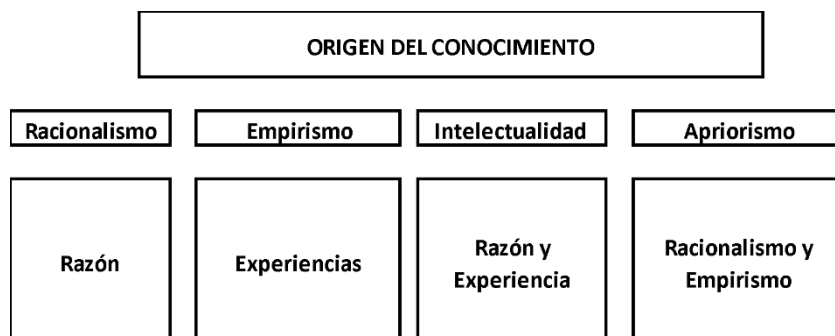 ORIGEN DEL CONOCIMIENTO
Racionalismo
Empirismo
Intelectualidad
Apriorismo
Razón
Experiencias
Razón y
Experiencia
Racionalismo y
Empirismo